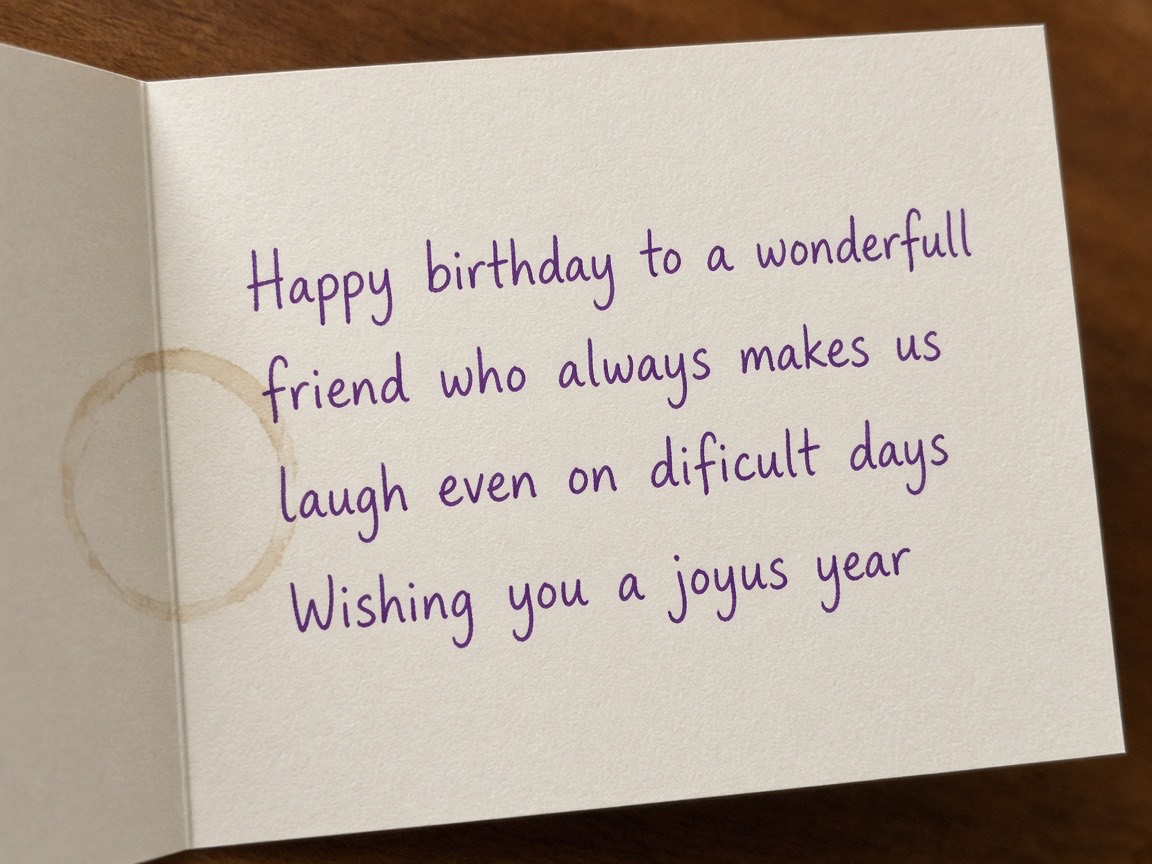 Happy birthday to a wonderfull
friend who always makes us
laugh even on dificult days
Wishing you a joyus year